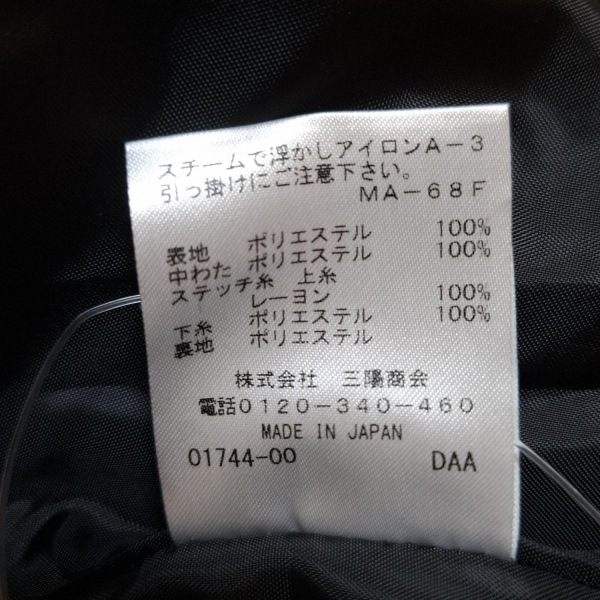 スチームで浮かしアイロンA-3
引っ掛けにご注意下さい。
MA-68F
表地 ポリエステル 100%
中わた ポリエステル 100%
ステッチ糸 上糸
レーヨン 100%
下糸 ポリエステル 100%
裏地 ポリエステル
株式会社 三陽商会
電話0120-340-460
MADE IN JAPAN
01744-00 DAA